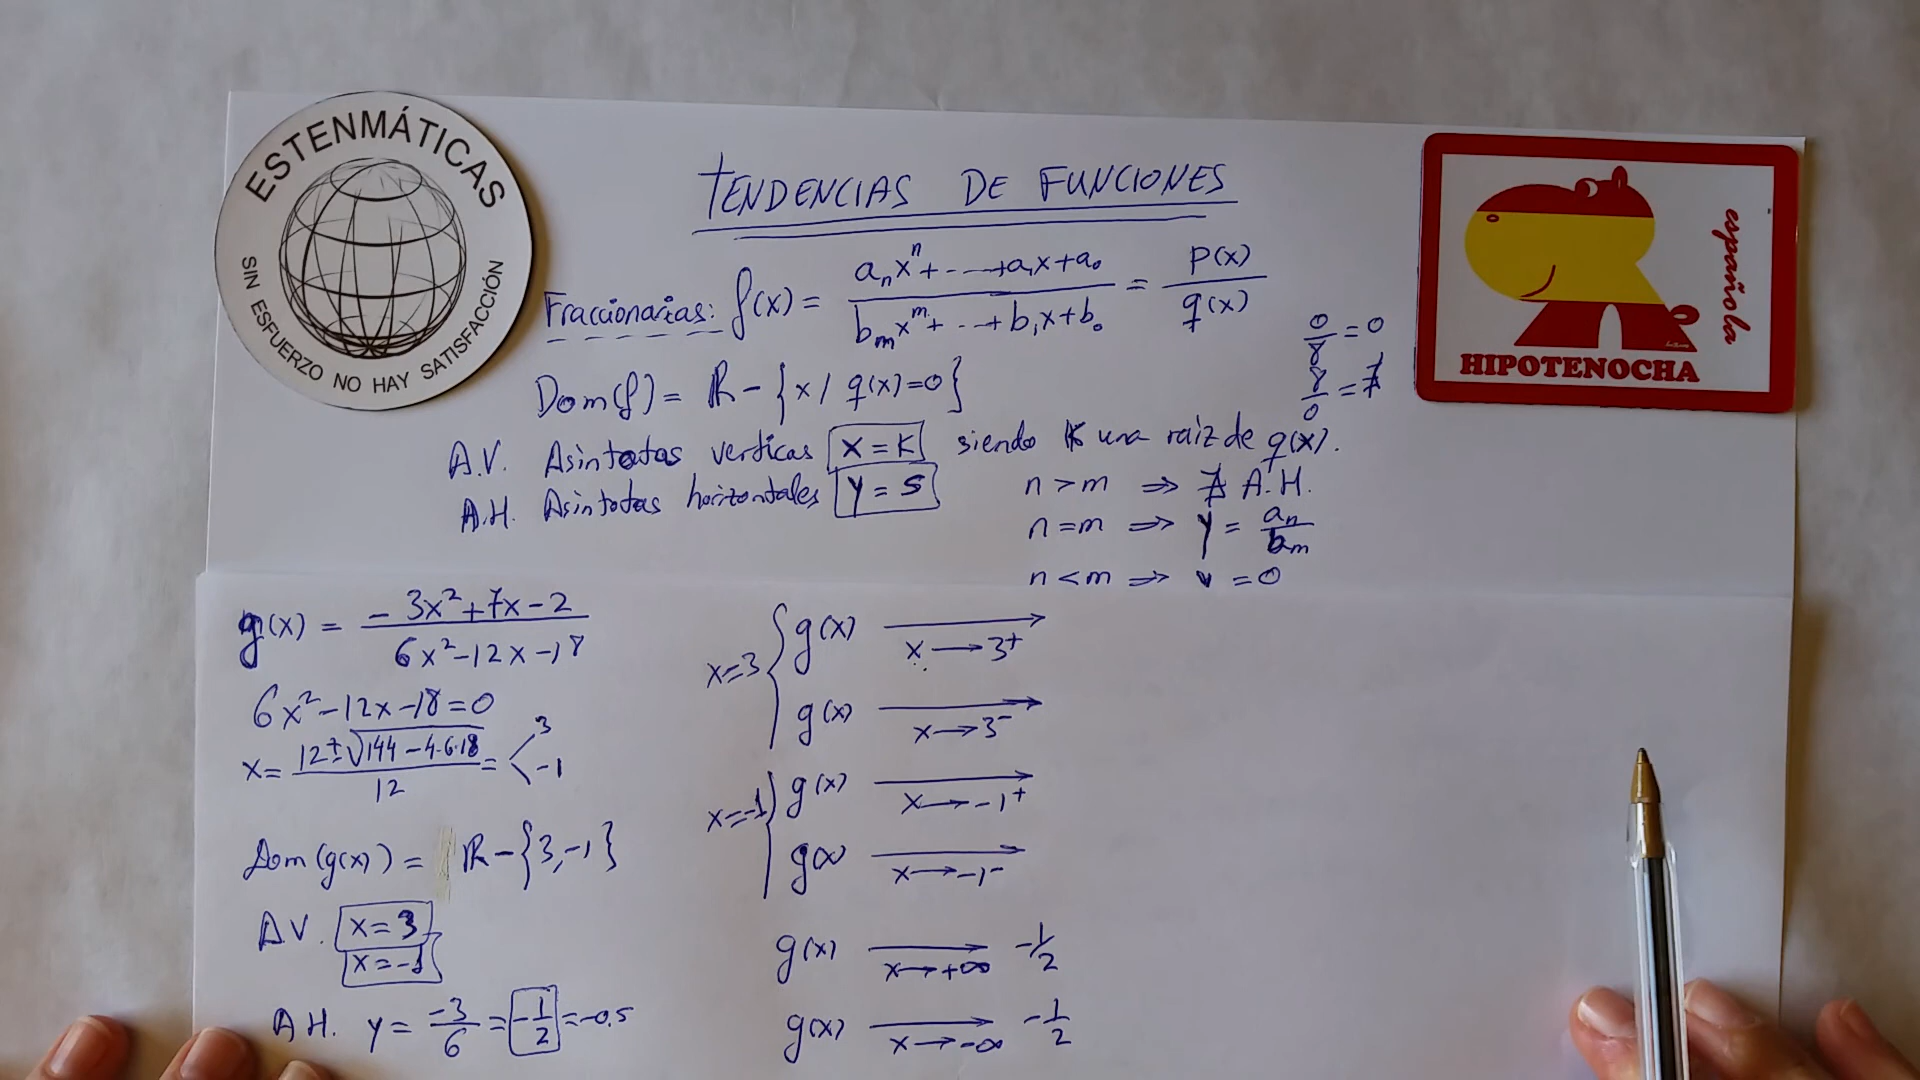 ESTENMÁTICAS
SIN ESFUERZO NO HAY SATISFACCIÓN
TENDENCIAS DE FUNCIONES
española
HIPOTENOCHA
Fraccionarias: f(x) = (aₙxⁿ + ---- + a₁x + a₀)/(bₘxᵐ + --- + b₁x + b₀) = P(x)/q(x)
0/8 = 0
8/0 = ∄
Dom(f) = ℝ - {x / q(x)=0}
A.V. Asintotas verticas x = K siendo K una raiz de q(x).
A.H. Asintotas horizontales y = s
n > m ⇒ ∄ A.H.
n = m ⇒ y = aₙ/bₘ
n < m ⇒ y = 0
g(x) = (-3x²+7x-2)/(6x²-12x-18)
6x²-12x-18=0
x = (12±√(144-4·6·18))/12 = < 3 -1
Dom(g(x)) = ℝ-{3,-1}
A.V. x=3
x=-1
A.H. y = -3/6 = -1/2 = -0.5
x=3 { g(x) → x→3⁺
g(x) → x→3⁻
x=-1 { g(x) → x→-1⁺
g(x) → x→-1⁻
g(x) → x→+∞ -1/2
g(x) → x→-∞ -1/2